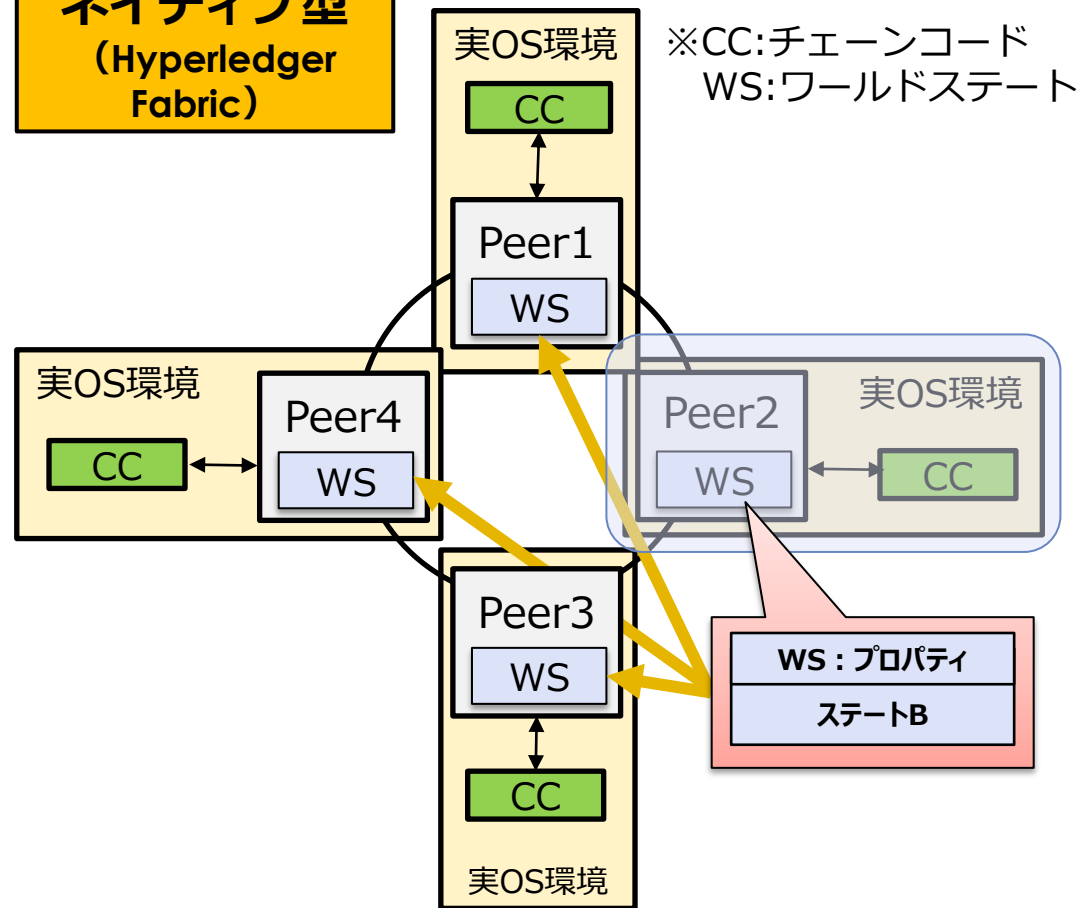 ネイティブ型
（Hyperledger
Fabric）
※CC:チェーンコード
WS:ワールドステート
実OS環境
CC
Peer1
WS
実OS環境
CC
Peer4
WS
Peer2
WS
実OS環境
CC
Peer3
WS
CC
実OS環境
WS：プロパティ
ステートB